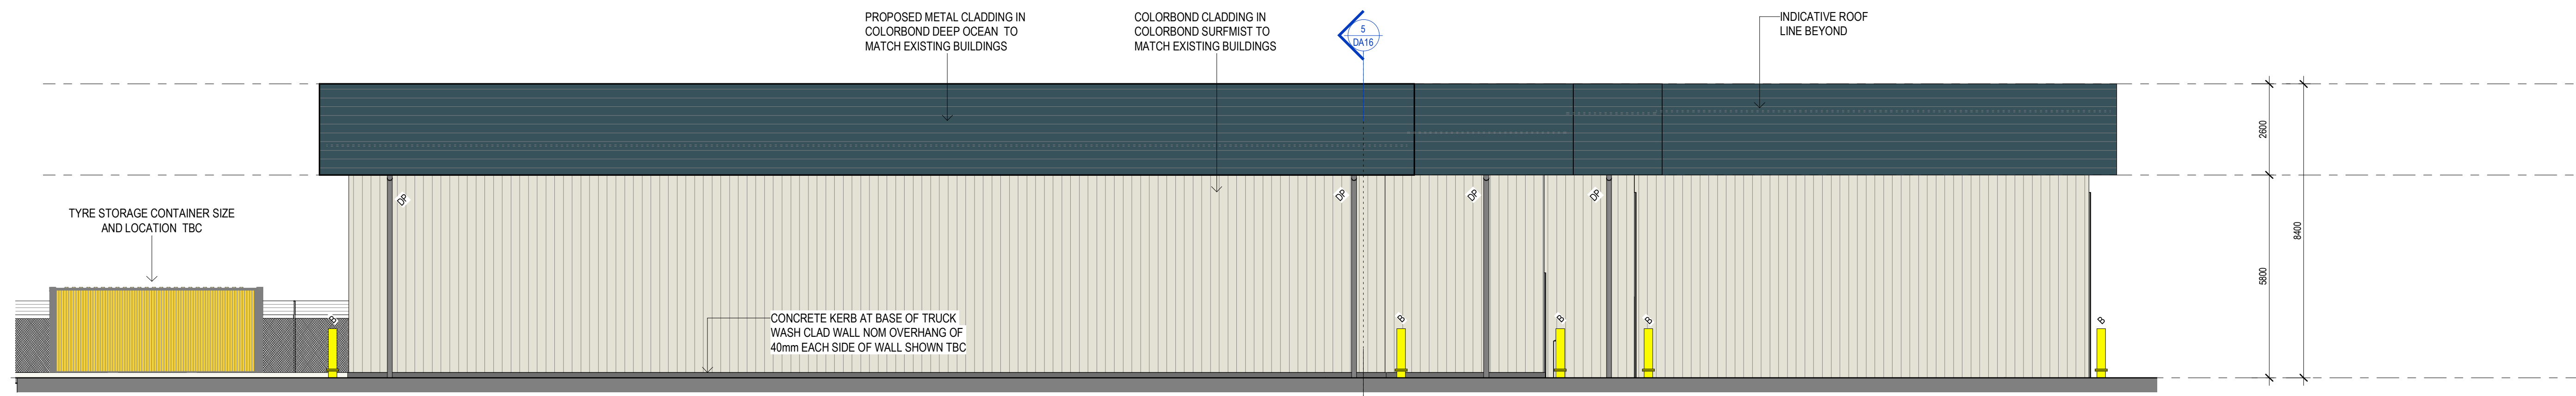 PROPOSED METAL CLADDING IN
COLORBOND DEEP OCEAN TO
MATCH EXISTING BUILDINGS
COLORBOND CLADDING IN
COLORBOND SURFMIST TO
MATCH EXISTING BUILDINGS
5
DA16
INDICATIVE ROOF
LINE BEYOND
2600
8400
5800
DP
DP
DP
DP
TYRE STORAGE CONTAINER SIZE
AND LOCATION TBC
CONCRETE KERB AT BASE OF TRUCK
WASH CLAD WALL NOM OVERHANG OF
40mm EACH SIDE OF WALL SHOWN TBC
B
B
B
B
B